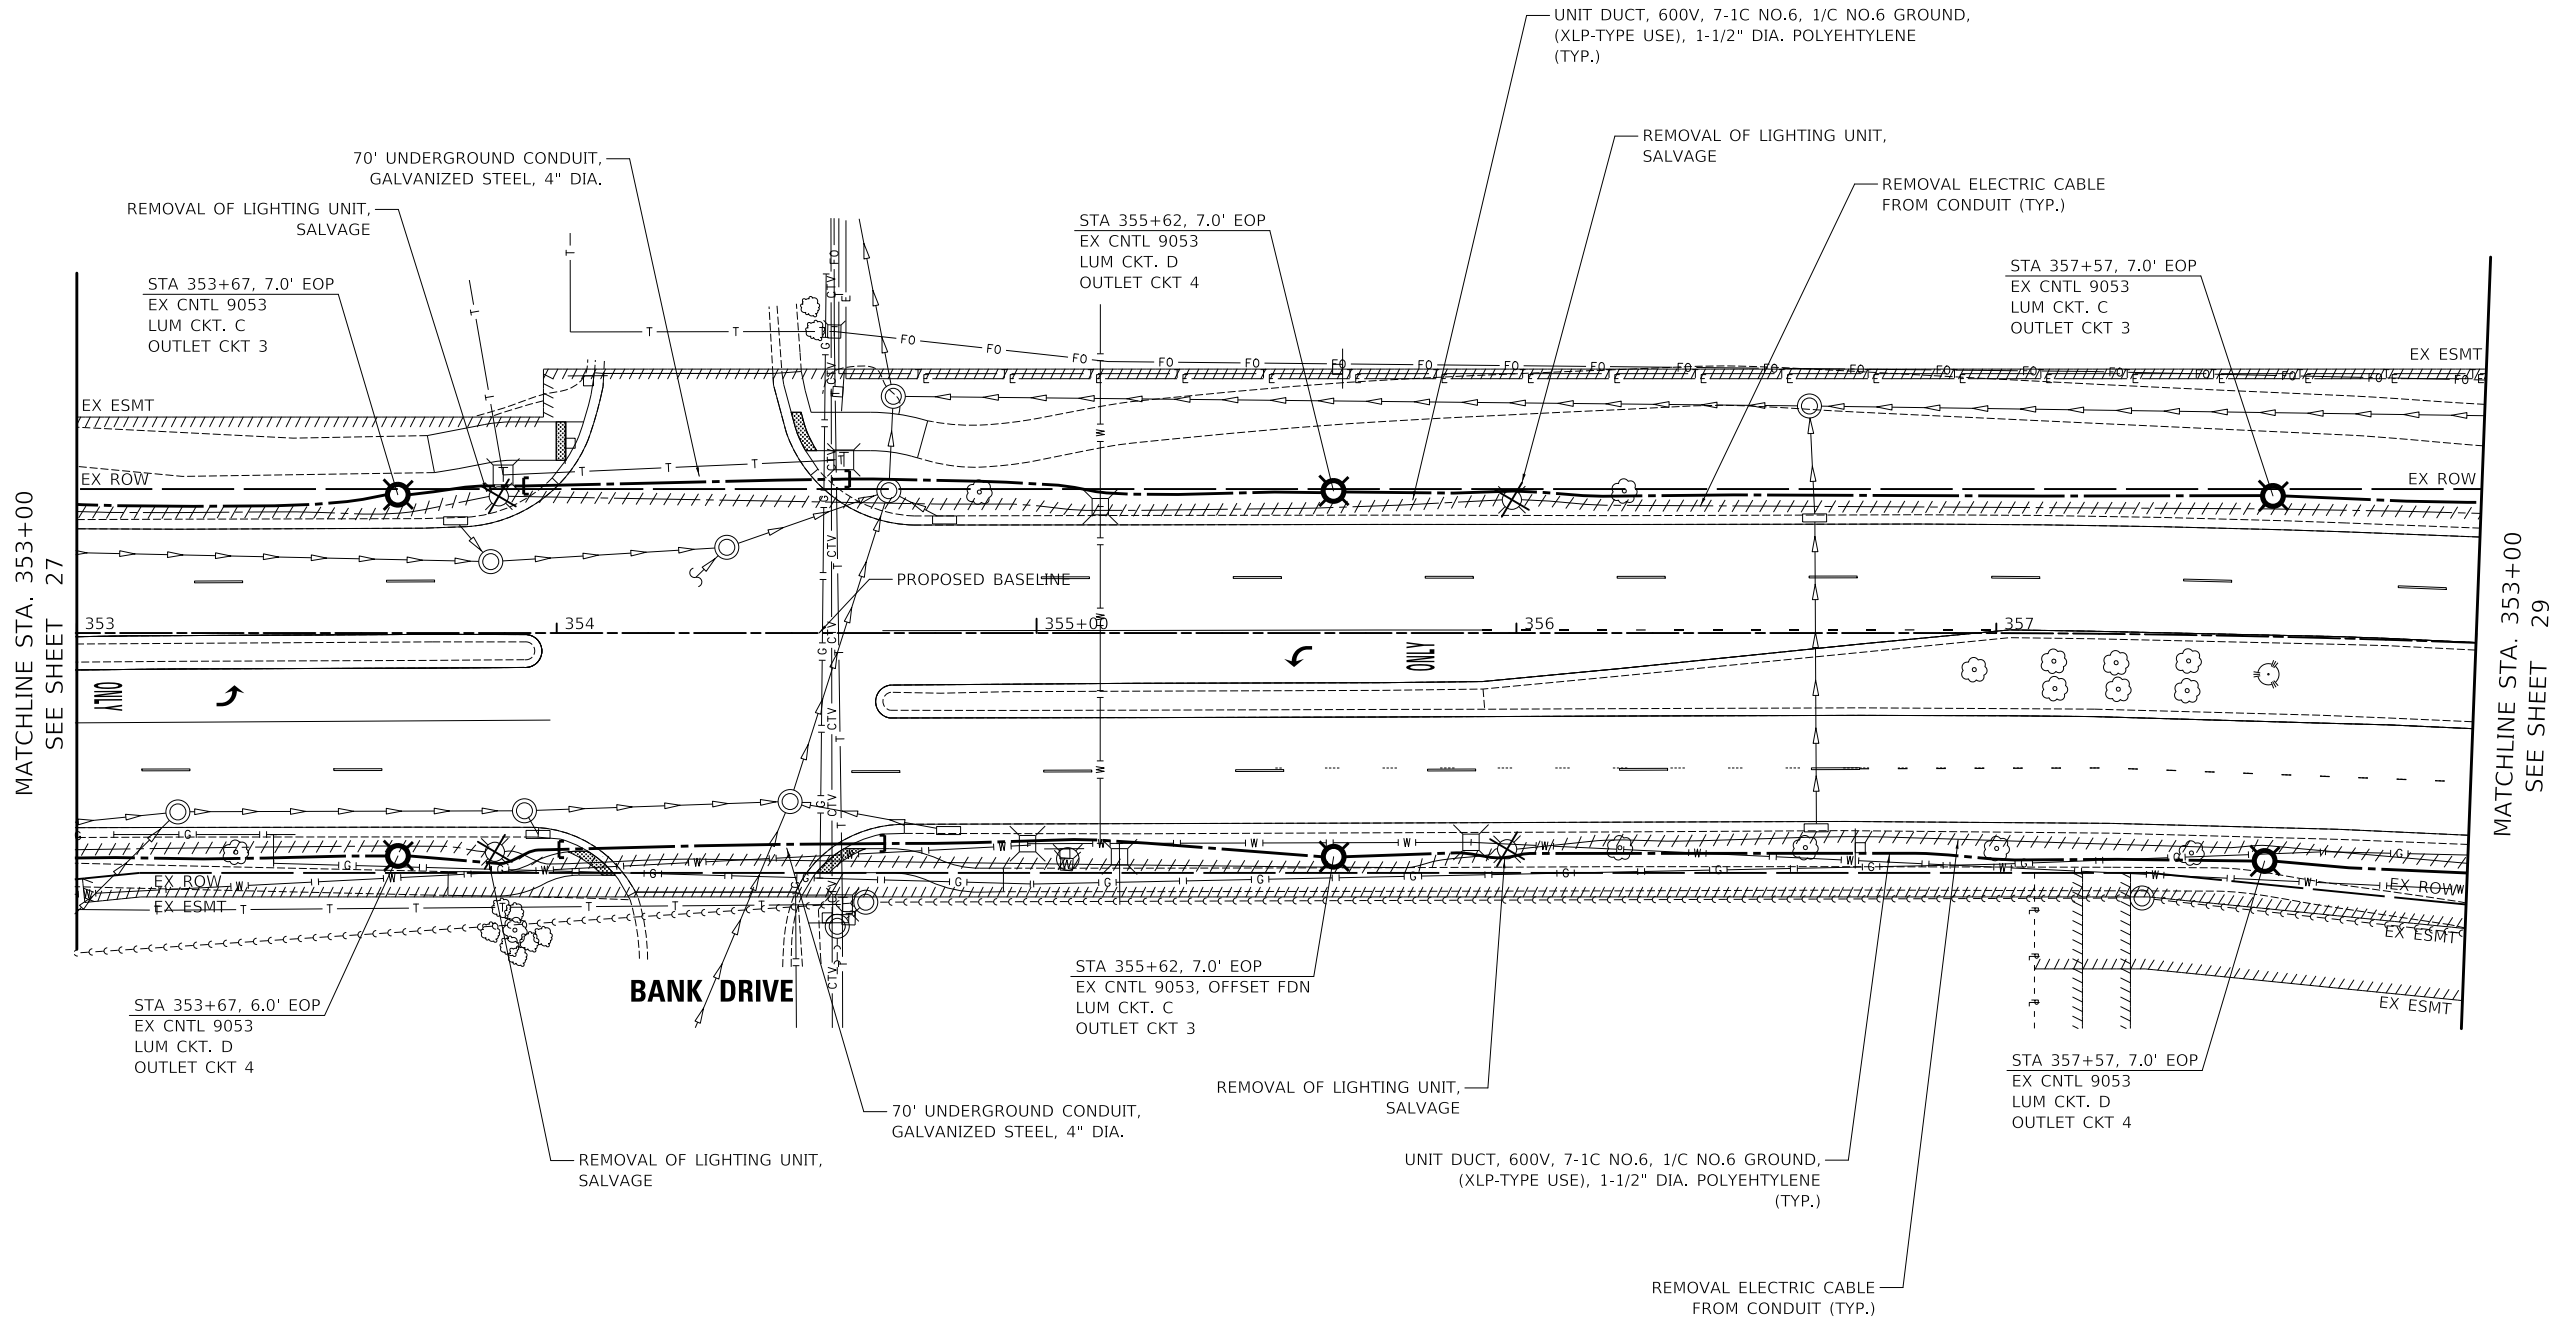 UNIT DUCT, 600V, 7-1C NO.6, 1/C NO.6 GROUND,
(XLP-TYPE USE), 1-1/2" DIA. POLYEHTYLENE
(TYP.)
REMOVAL OF LIGHTING UNIT,
SALVAGE
70' UNDERGROUND CONDUIT,
GALVANIZED STEEL, 4" DIA.
REMOVAL ELECTRIC CABLE
FROM CONDUIT (TYP.)
REMOVAL OF LIGHTING UNIT,
SALVAGE
STA 355+62, 7.0' EOP
EX CNTL 9053
LUM CKT. D
OUTLET CKT 4
STA 357+57, 7.0' EOP
EX CNTL 9053
LUM CKT. C
OUTLET CKT 3
STA 353+67, 7.0' EOP
EX CNTL 9053
LUM CKT. C
OUTLET CKT 3
EX ESMT
EX ESMT
EX ROW
EX ROW
MATCHLINE STA. 353+00
SEE SHEET 27
MATCHLINE STA. 353+00
SEE SHEET 29
PROPOSED BASELINE
353
354
355+00
356
357
ONLY
ONLY
EX ROW
EX ESMT
EX ROW
EX ESMT
EX ESMT
BANK DRIVE
STA 353+67, 6.0' EOP
EX CNTL 9053
LUM CKT. D
OUTLET CKT 4
STA 355+62, 7.0' EOP
EX CNTL 9053, OFFSET FDN
LUM CKT. C
OUTLET CKT 3
STA 357+57, 7.0' EOP
EX CNTL 9053
LUM CKT. D
OUTLET CKT 4
REMOVAL OF LIGHTING UNIT,
SALVAGE
70' UNDERGROUND CONDUIT,
GALVANIZED STEEL, 4" DIA.
REMOVAL OF LIGHTING UNIT,
SALVAGE
UNIT DUCT, 600V, 7-1C NO.6, 1/C NO.6 GROUND,
(XLP-TYPE USE), 1-1/2" DIA. POLYEHTYLENE
(TYP.)
REMOVAL ELECTRIC CABLE
FROM CONDUIT (TYP.)